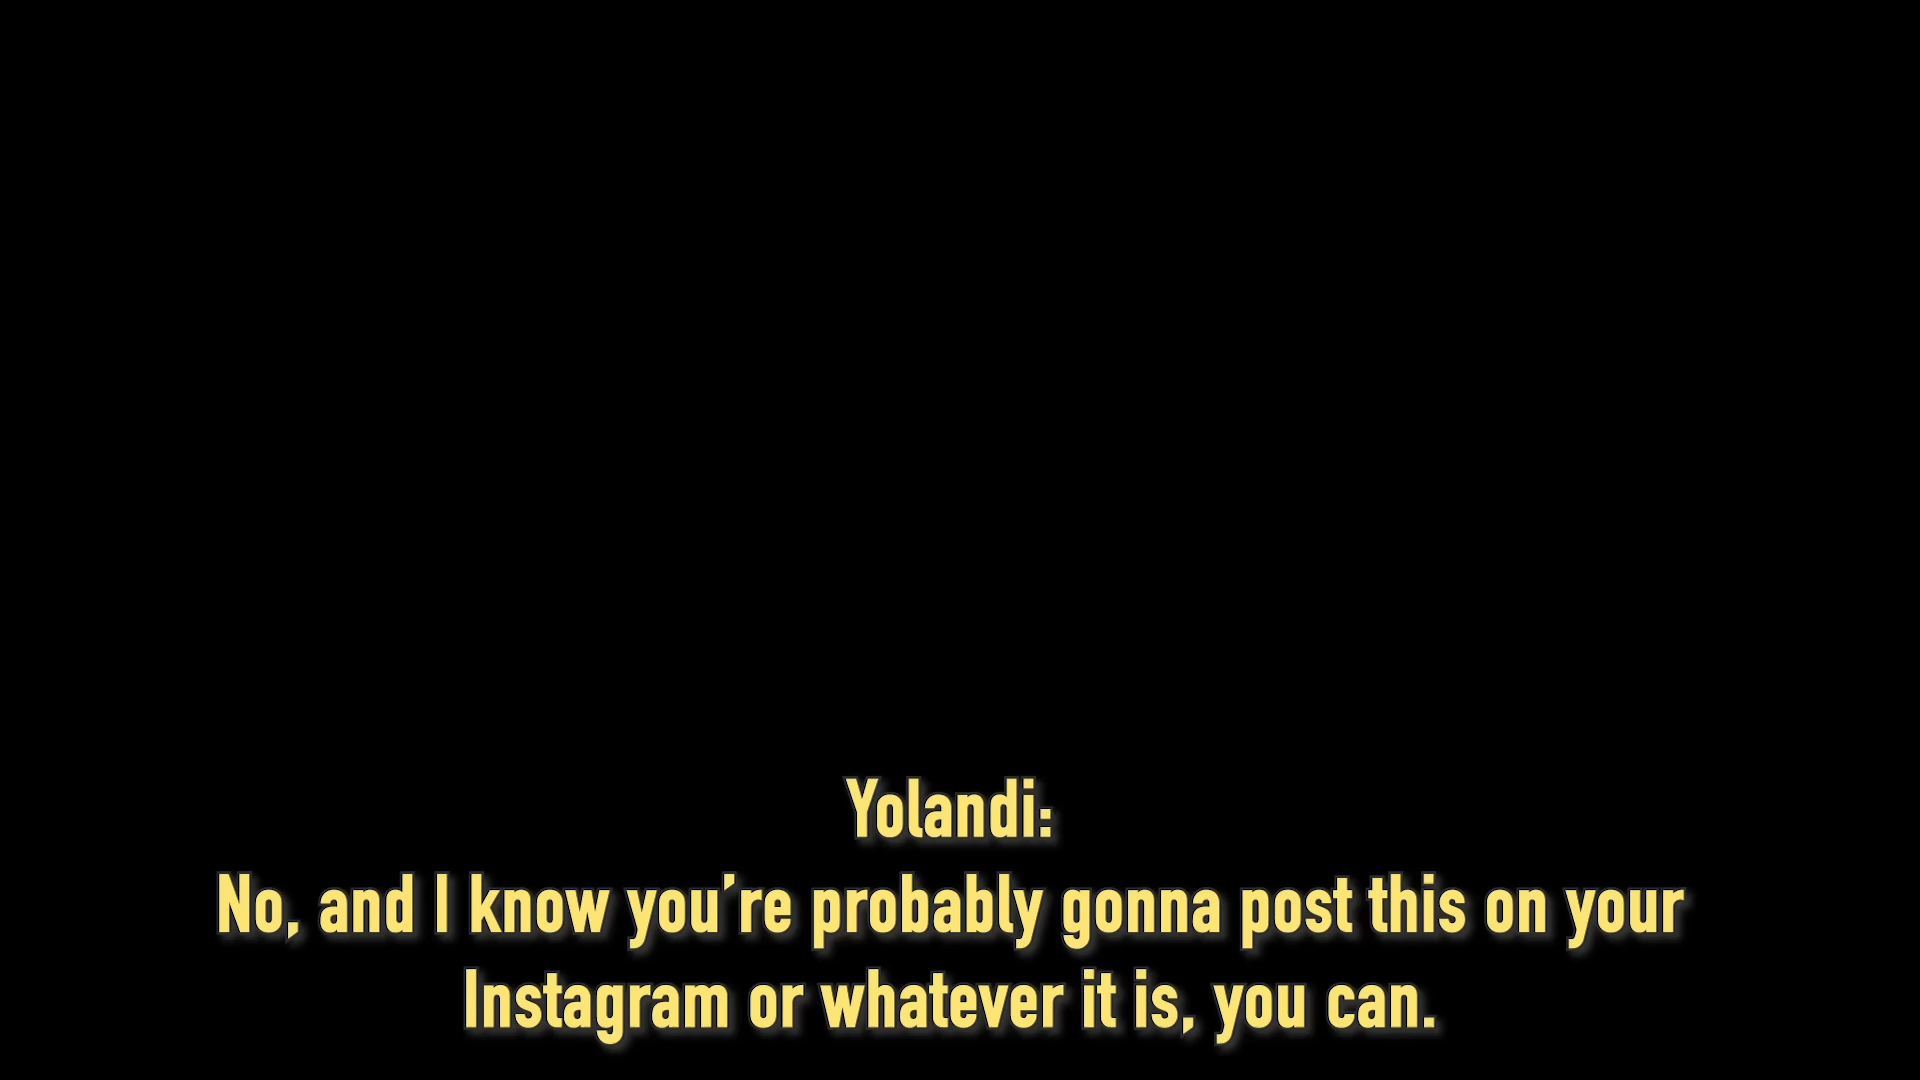 Yolandi:
No, and I know you’re probably gonna post this on your
Instagram or whatever it is, you can.